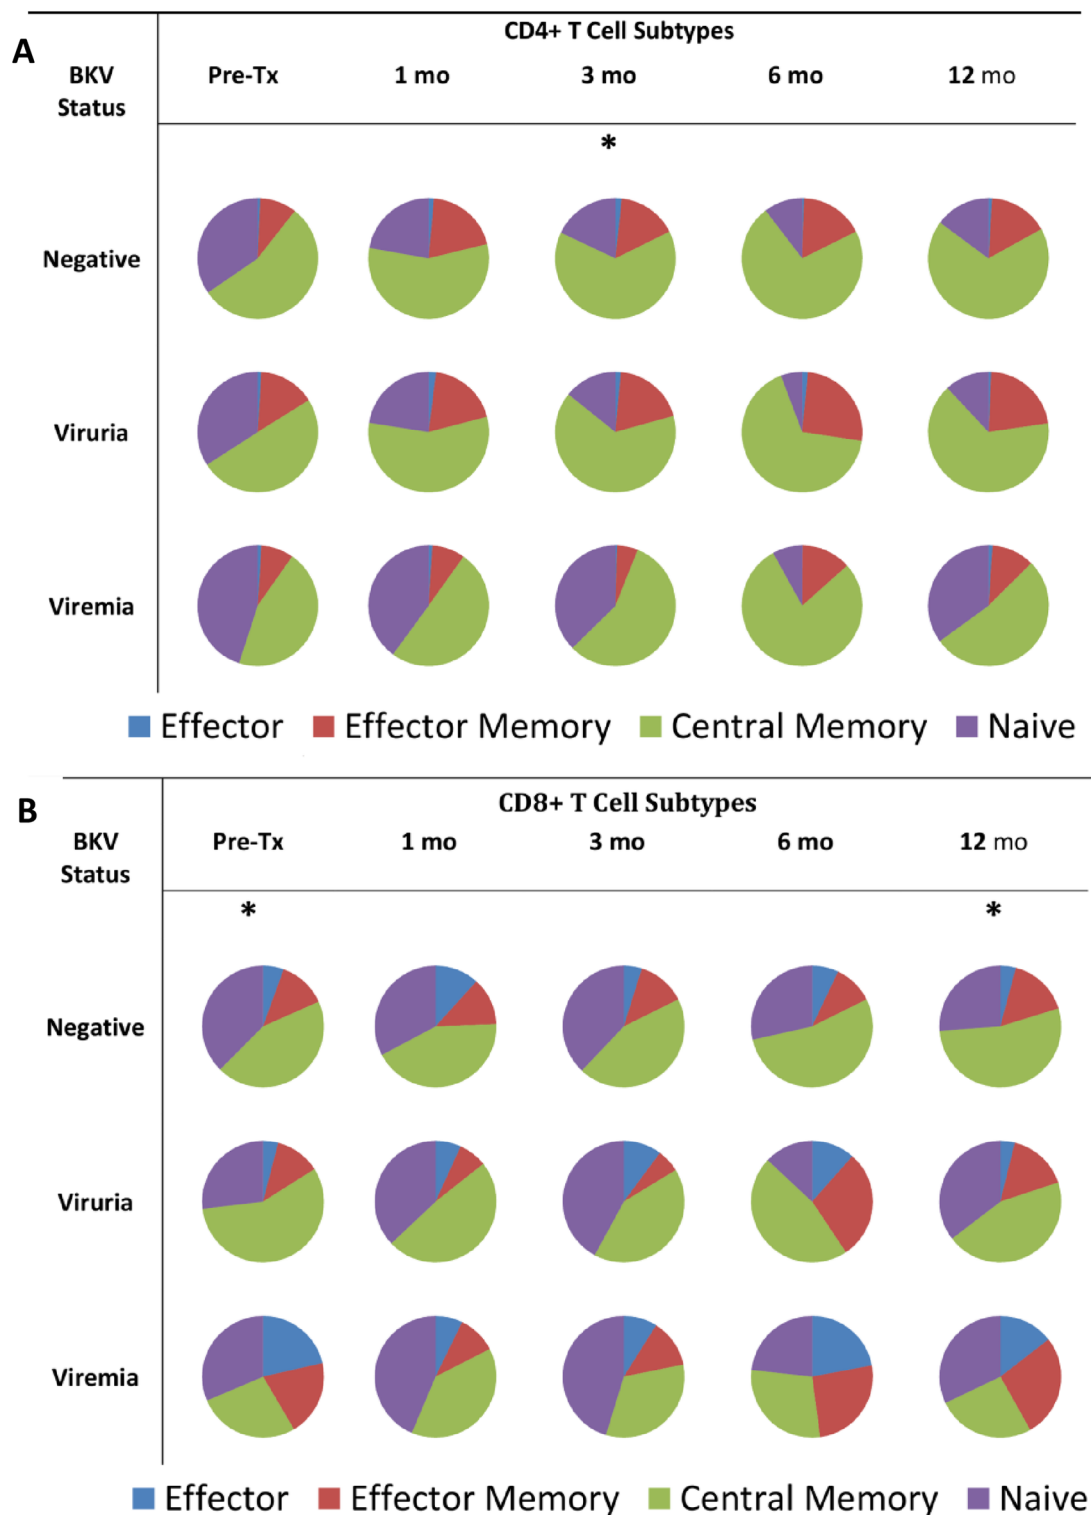 A
CD4+ T Cell Subtypes
BKV Status
Pre-Tx 1 mo 3 mo 6 mo 12 mo
*
Negative
Viruria
Viremia
Effector Effector Memory Central Memory Naive
B
CD8+ T Cell Subtypes
BKV Status
Pre-Tx 1 mo 3 mo 6 mo 12 mo
* *
Negative
Viruria
Viremia
Effector Effector Memory Central Memory Naive